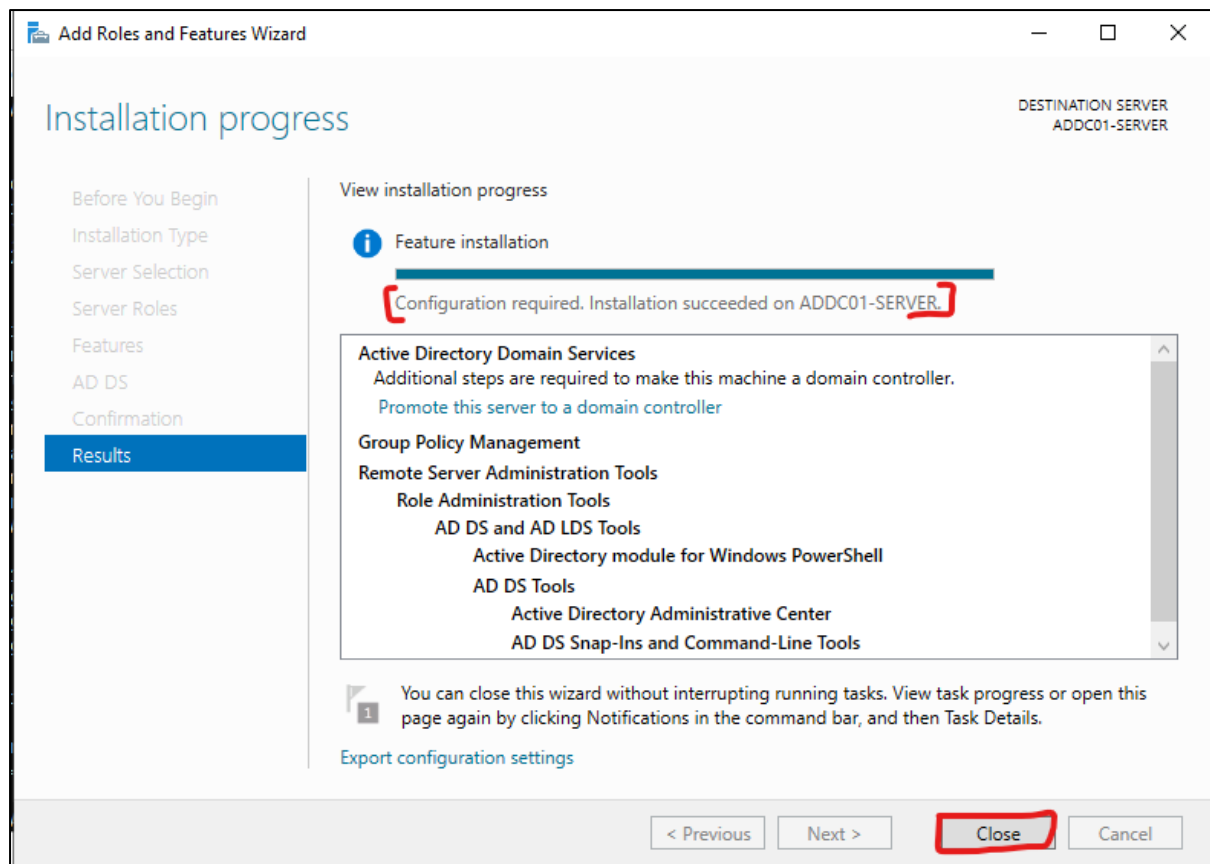 Add Roles and Features Wizard
Installation progress
DESTINATION SERVER
ADDC01-SERVER
Before You Begin
Installation Type
Server Selection
Server Roles
Features
AD DS
Confirmation
Results
View installation progress
Feature installation
Configuration required. Installation succeeded on ADDC01-SERVER.
Active Directory Domain Services
Additional steps are required to make this machine a domain controller.
Promote this server to a domain controller
Group Policy Management
Remote Server Administration Tools
Role Administration Tools
AD DS and AD LDS Tools
Active Directory module for Windows PowerShell
AD DS Tools
Active Directory Administrative Center
AD DS Snap-Ins and Command-Line Tools
1
You can close this wizard without interrupting running tasks. View task progress or open this
page again by clicking Notifications in the command bar, and then Task Details.
Export configuration settings
< Previous
Next >
Close
Cancel